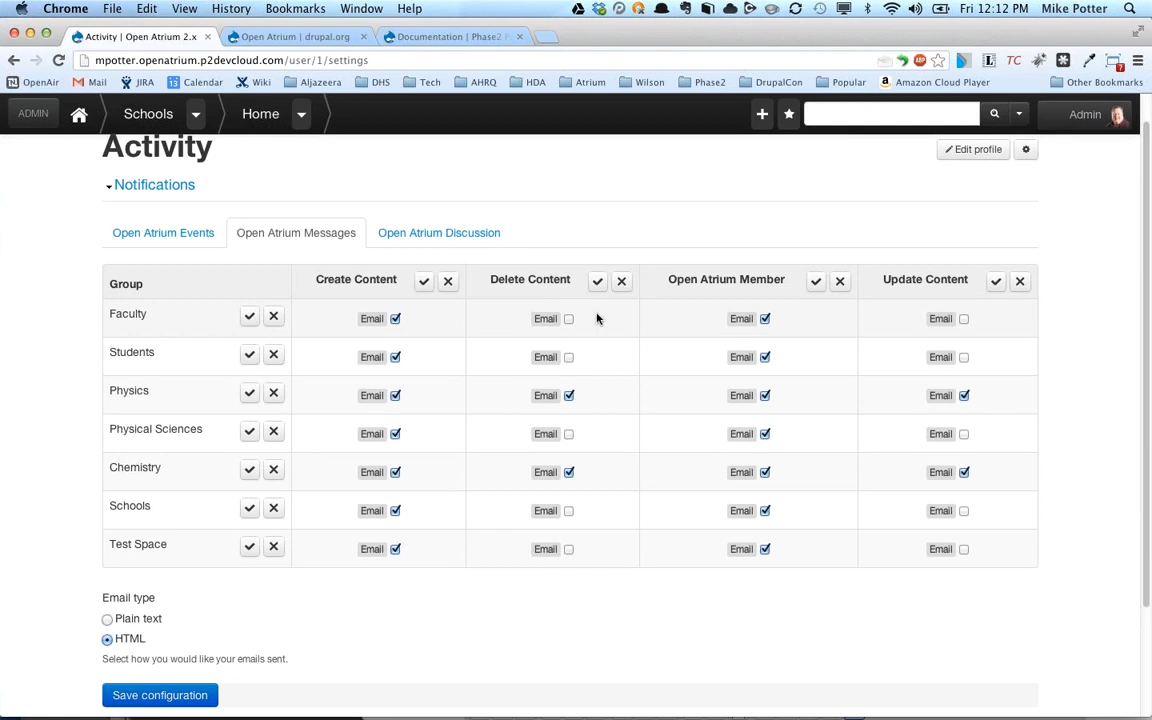 Chrome File Edit View History Bookmarks Window Help Fri 12:12 PM Mike Potter
Activity | Open Atrium 2.x Open Atrium | drupal.org Documentation | Phase2 P
mpotter.openatrium.p2devcloud.com/user/1/settings
OpenAir Mail JIRA Calendar Wiki Aljazeera DHS Tech AHRQ HDA Atrium Wilson Phase2 DrupalCon Popular Amazon Cloud Player Other Bookmarks
ADMIN Schools Home Admin
Activity
Edit profile
Notifications
Open Atrium Events Open Atrium Messages Open Atrium Discussion
Group Create Content Delete Content Open Atrium Member Update Content
Faculty Email Email Email Email
Students Email Email Email Email
Physics Email Email Email Email
Physical Sciences Email Email Email Email
Chemistry Email Email Email Email
Schools Email Email Email Email
Test Space Email Email Email Email
Email type
Plain text
HTML
Select how you would like your emails sent.
Save configuration